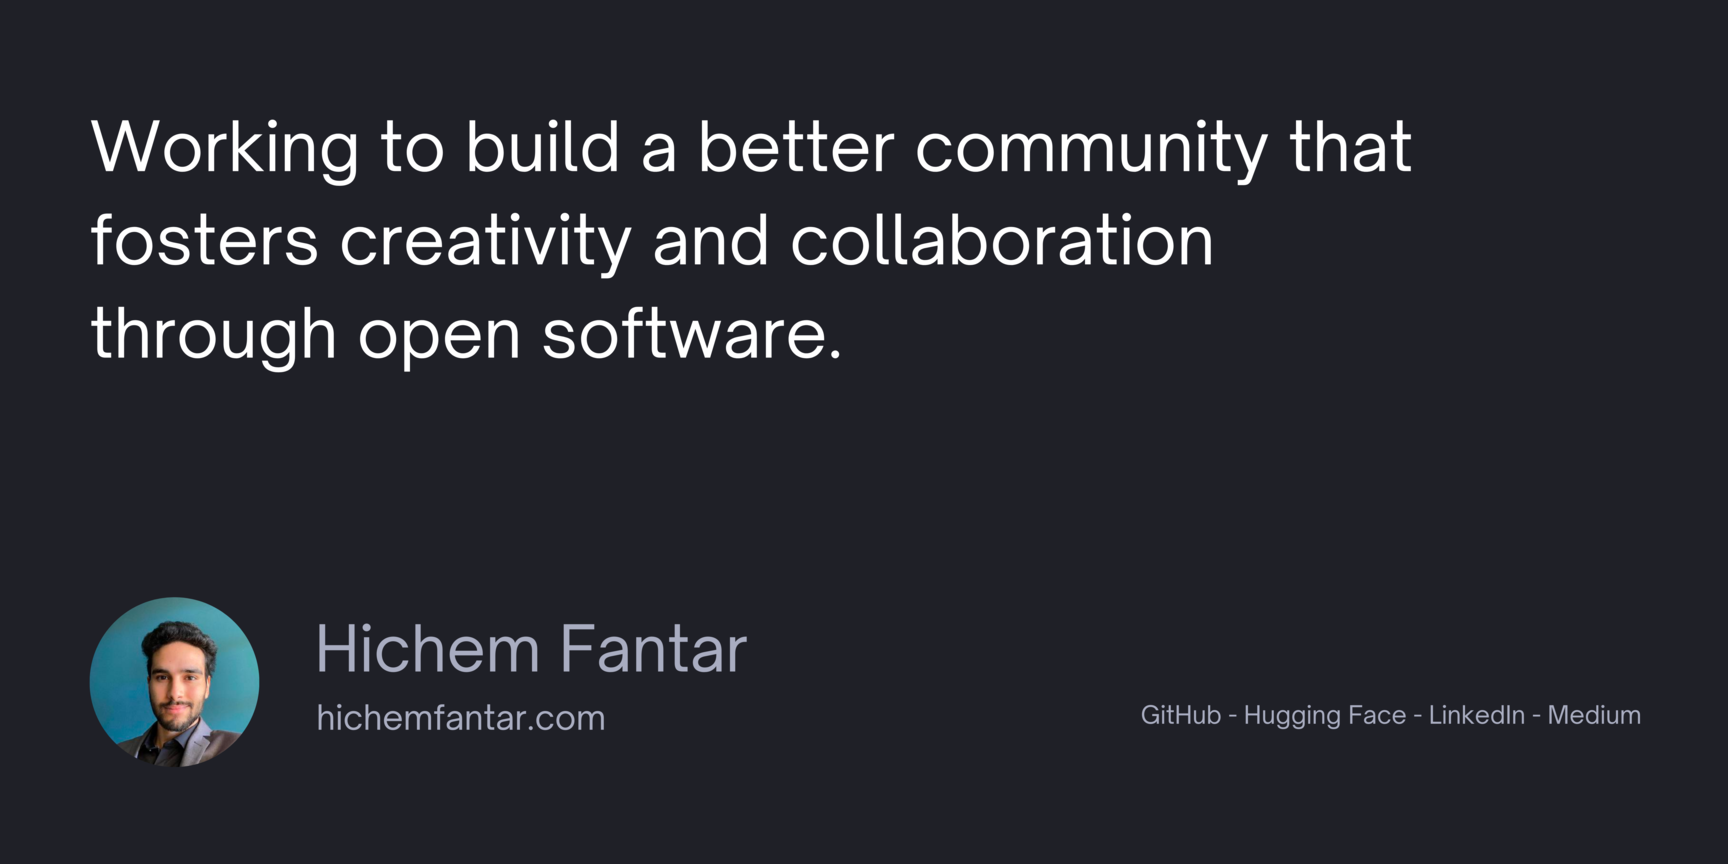 Working to build a better community that
fosters creativity and collaboration
through open software.
Hichem Fantar
hichemfantar.com
GitHub - Hugging Face - LinkedIn - Medium